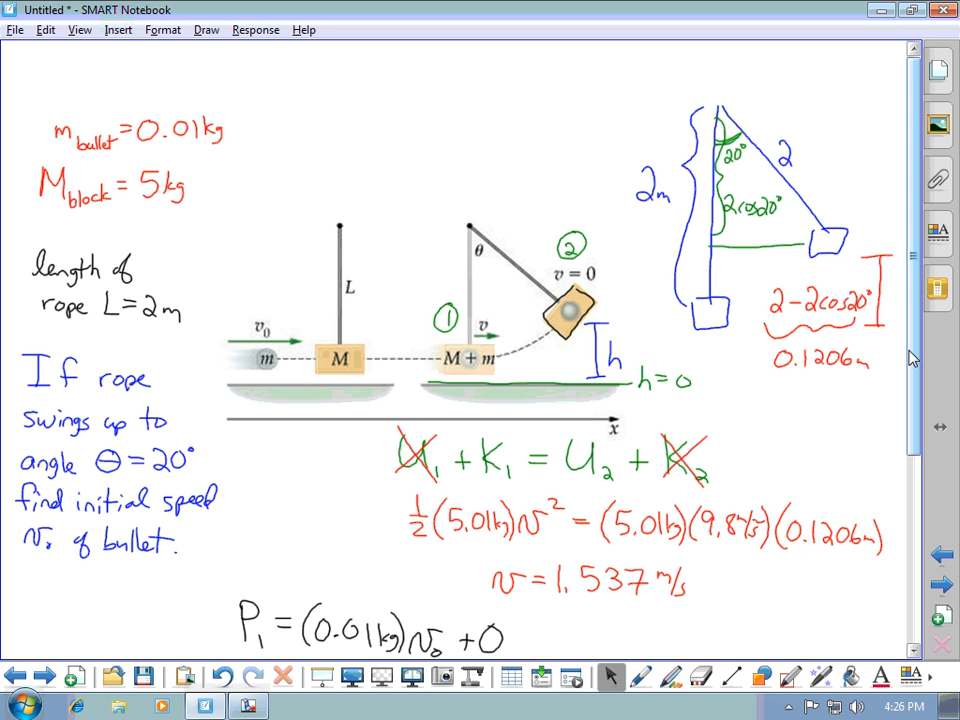 Untitled * - SMART Notebook
File Edit View Insert Format Draw Response Help
m bullet = 0.01kg
M block = 5kg
length of
rope L = 2m
If rope
swings up to
angle θ = 20°
find initial speed
v₀ of bullet.
v₀
m
M
L
①
v
M + m
θ
②
v = 0
h
h = 0
x
2m
20°
2
2cos20°
2 - 2cos20°
0.1206m
U₁ + K₁ = U₂ + K₂
½(5.01kg)v² = (5.01kg)(9.8m/s²)(0.1206m)
v = 1.537 m/s
P₁ = (0.01kg)v₀ + 0
4:26 PM